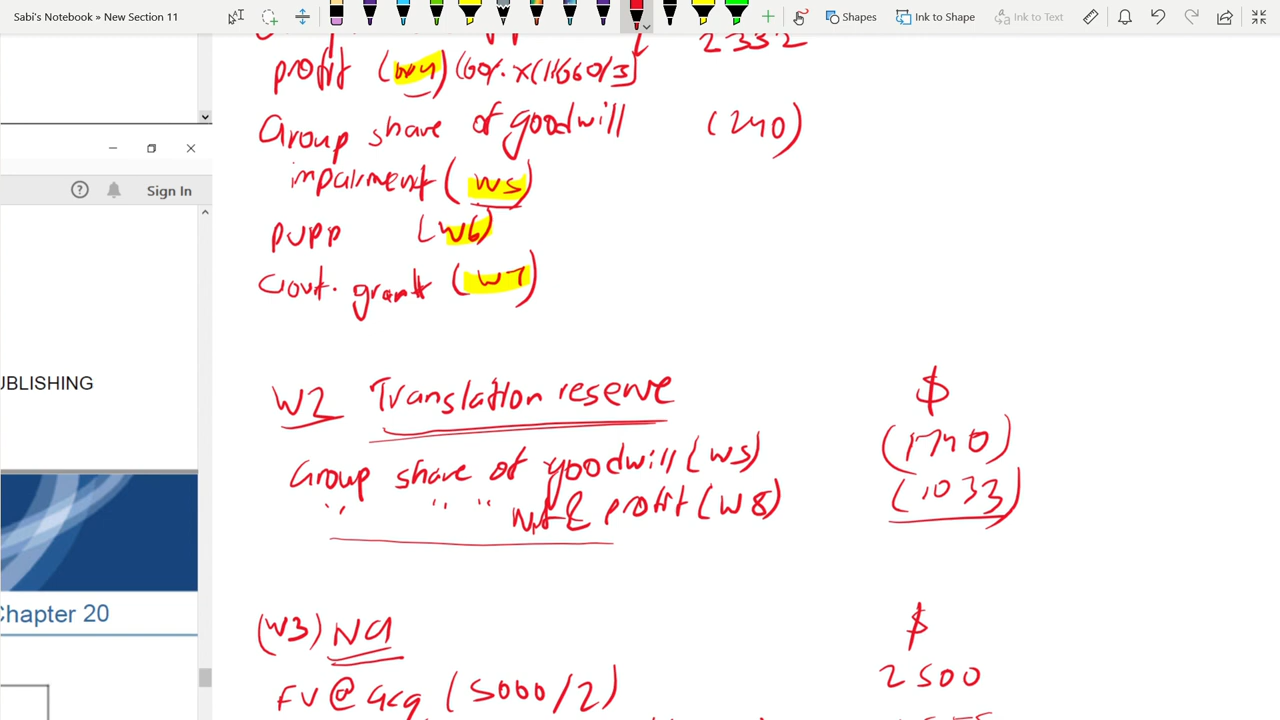 Sabi's Notebook » New Section 11
Shapes
Ink to Shape
Ink to Text
2332
profit (W4) (60% x (11660/3)
Group share of goodwill (240)
impairment (W5)
Sign In
PUPP (W6)
Govt. grant (W7)
UBLISHING
W2 Translation reserve $
Group share of goodwill (W5) (1740)
" " " NA & profit (W8) (1033)
Chapter 20
(W3) NA $
FV @ acq (5000/2) 2500